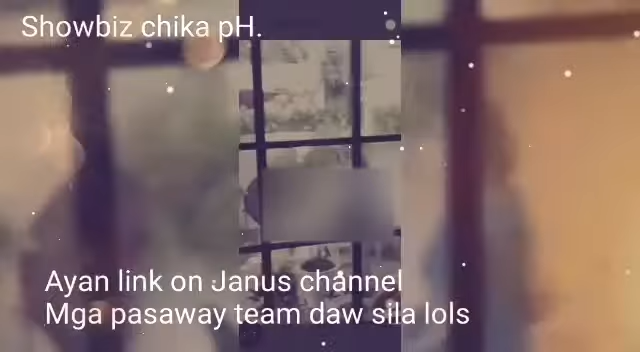 Showbiz chika pH.
Ayan link on Janus channel
Mga pasaway team daw sila lols